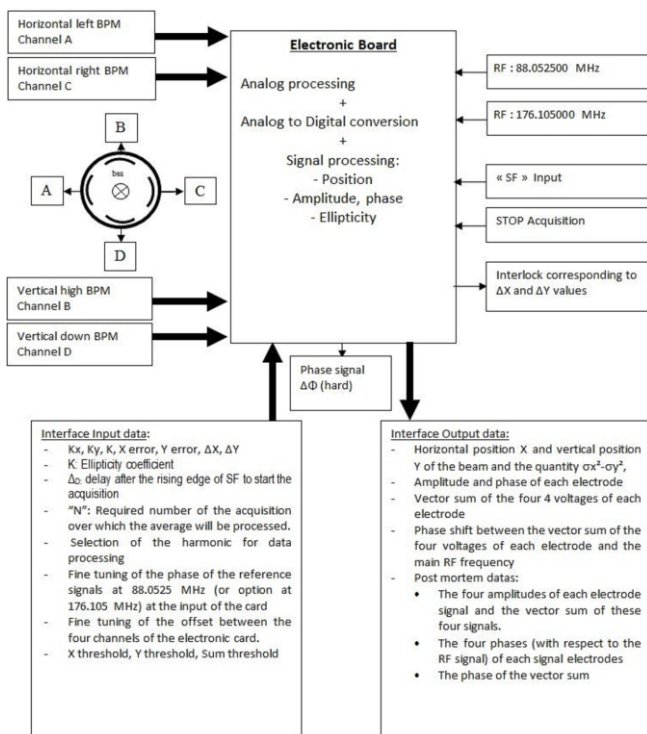 Horizontal left BPM
Channel A
Horizontal right BPM
Channel C
Electronic Board
Analog processing
+
Analog to Digital conversion
+
Signal processing:
- Position
- Amplitude, phase
- Ellipticity
RF : 88.052500 MHz
RF : 176.105000 MHz
« SF » Input
STOP Acquisition
Interlock corresponding to
ΔX and ΔY values
B
A
C
D
Vertical high BPM
Channel B
Vertical down BPM
Channel D
Phase signal
ΔΦ (hard)
Interface Input data:
- Kx, Ky, K, X error, Y error, ΔX, ΔY
- K: Ellipticity coefficient
- ΔD: delay after the rising edge of SF to start the
acquisition
- "N": Required number of the acquisition
over which the average will be processed.
- Selection of the harmonic for data
processing
- Fine tuning of the phase of the reference
signals at 88.0525 MHz (or option at
176.105 MHz) at the input of the card
- Fine tuning of the offset between the
four channels of the electronic card.
- X threshold, Y threshold, Sum threshold
Interface Output data:
- Horizontal position X and vertical position
Y of the beam and the quantity σx²-σy²,
- Amplitude and phase of each electrode
- Vector sum of the four 4 voltages of each
electrode
- Phase shift between the vector sum of the
four voltages of each electrode and the
main RF frequency
- Post mortem datas:
• The four amplitudes of each electrode
signal and the vector sum of these
four signals.
• The four phases (with respect to the
RF signal) of each signal electrodes
• The phase of the vector sum